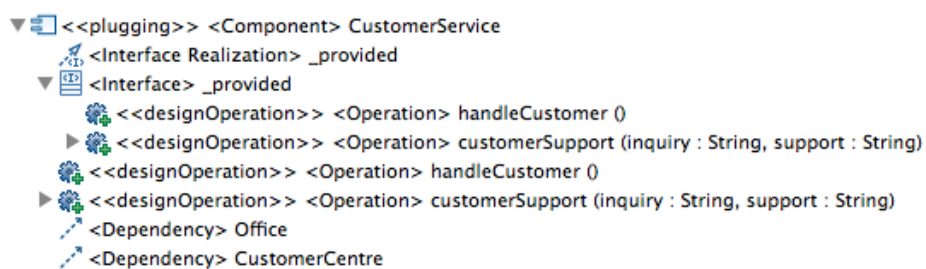 <<plugging>> <Component> CustomerService
<Interface Realization> _provided
<Interface> _provided
<<designOperation>> <Operation> handleCustomer ()
<<designOperation>> <Operation> customerSupport (inquiry : String, support : String)
<<designOperation>> <Operation> handleCustomer ()
<<designOperation>> <Operation> customerSupport (inquiry : String, support : String)
<Dependency> Office
<Dependency> CustomerCentre